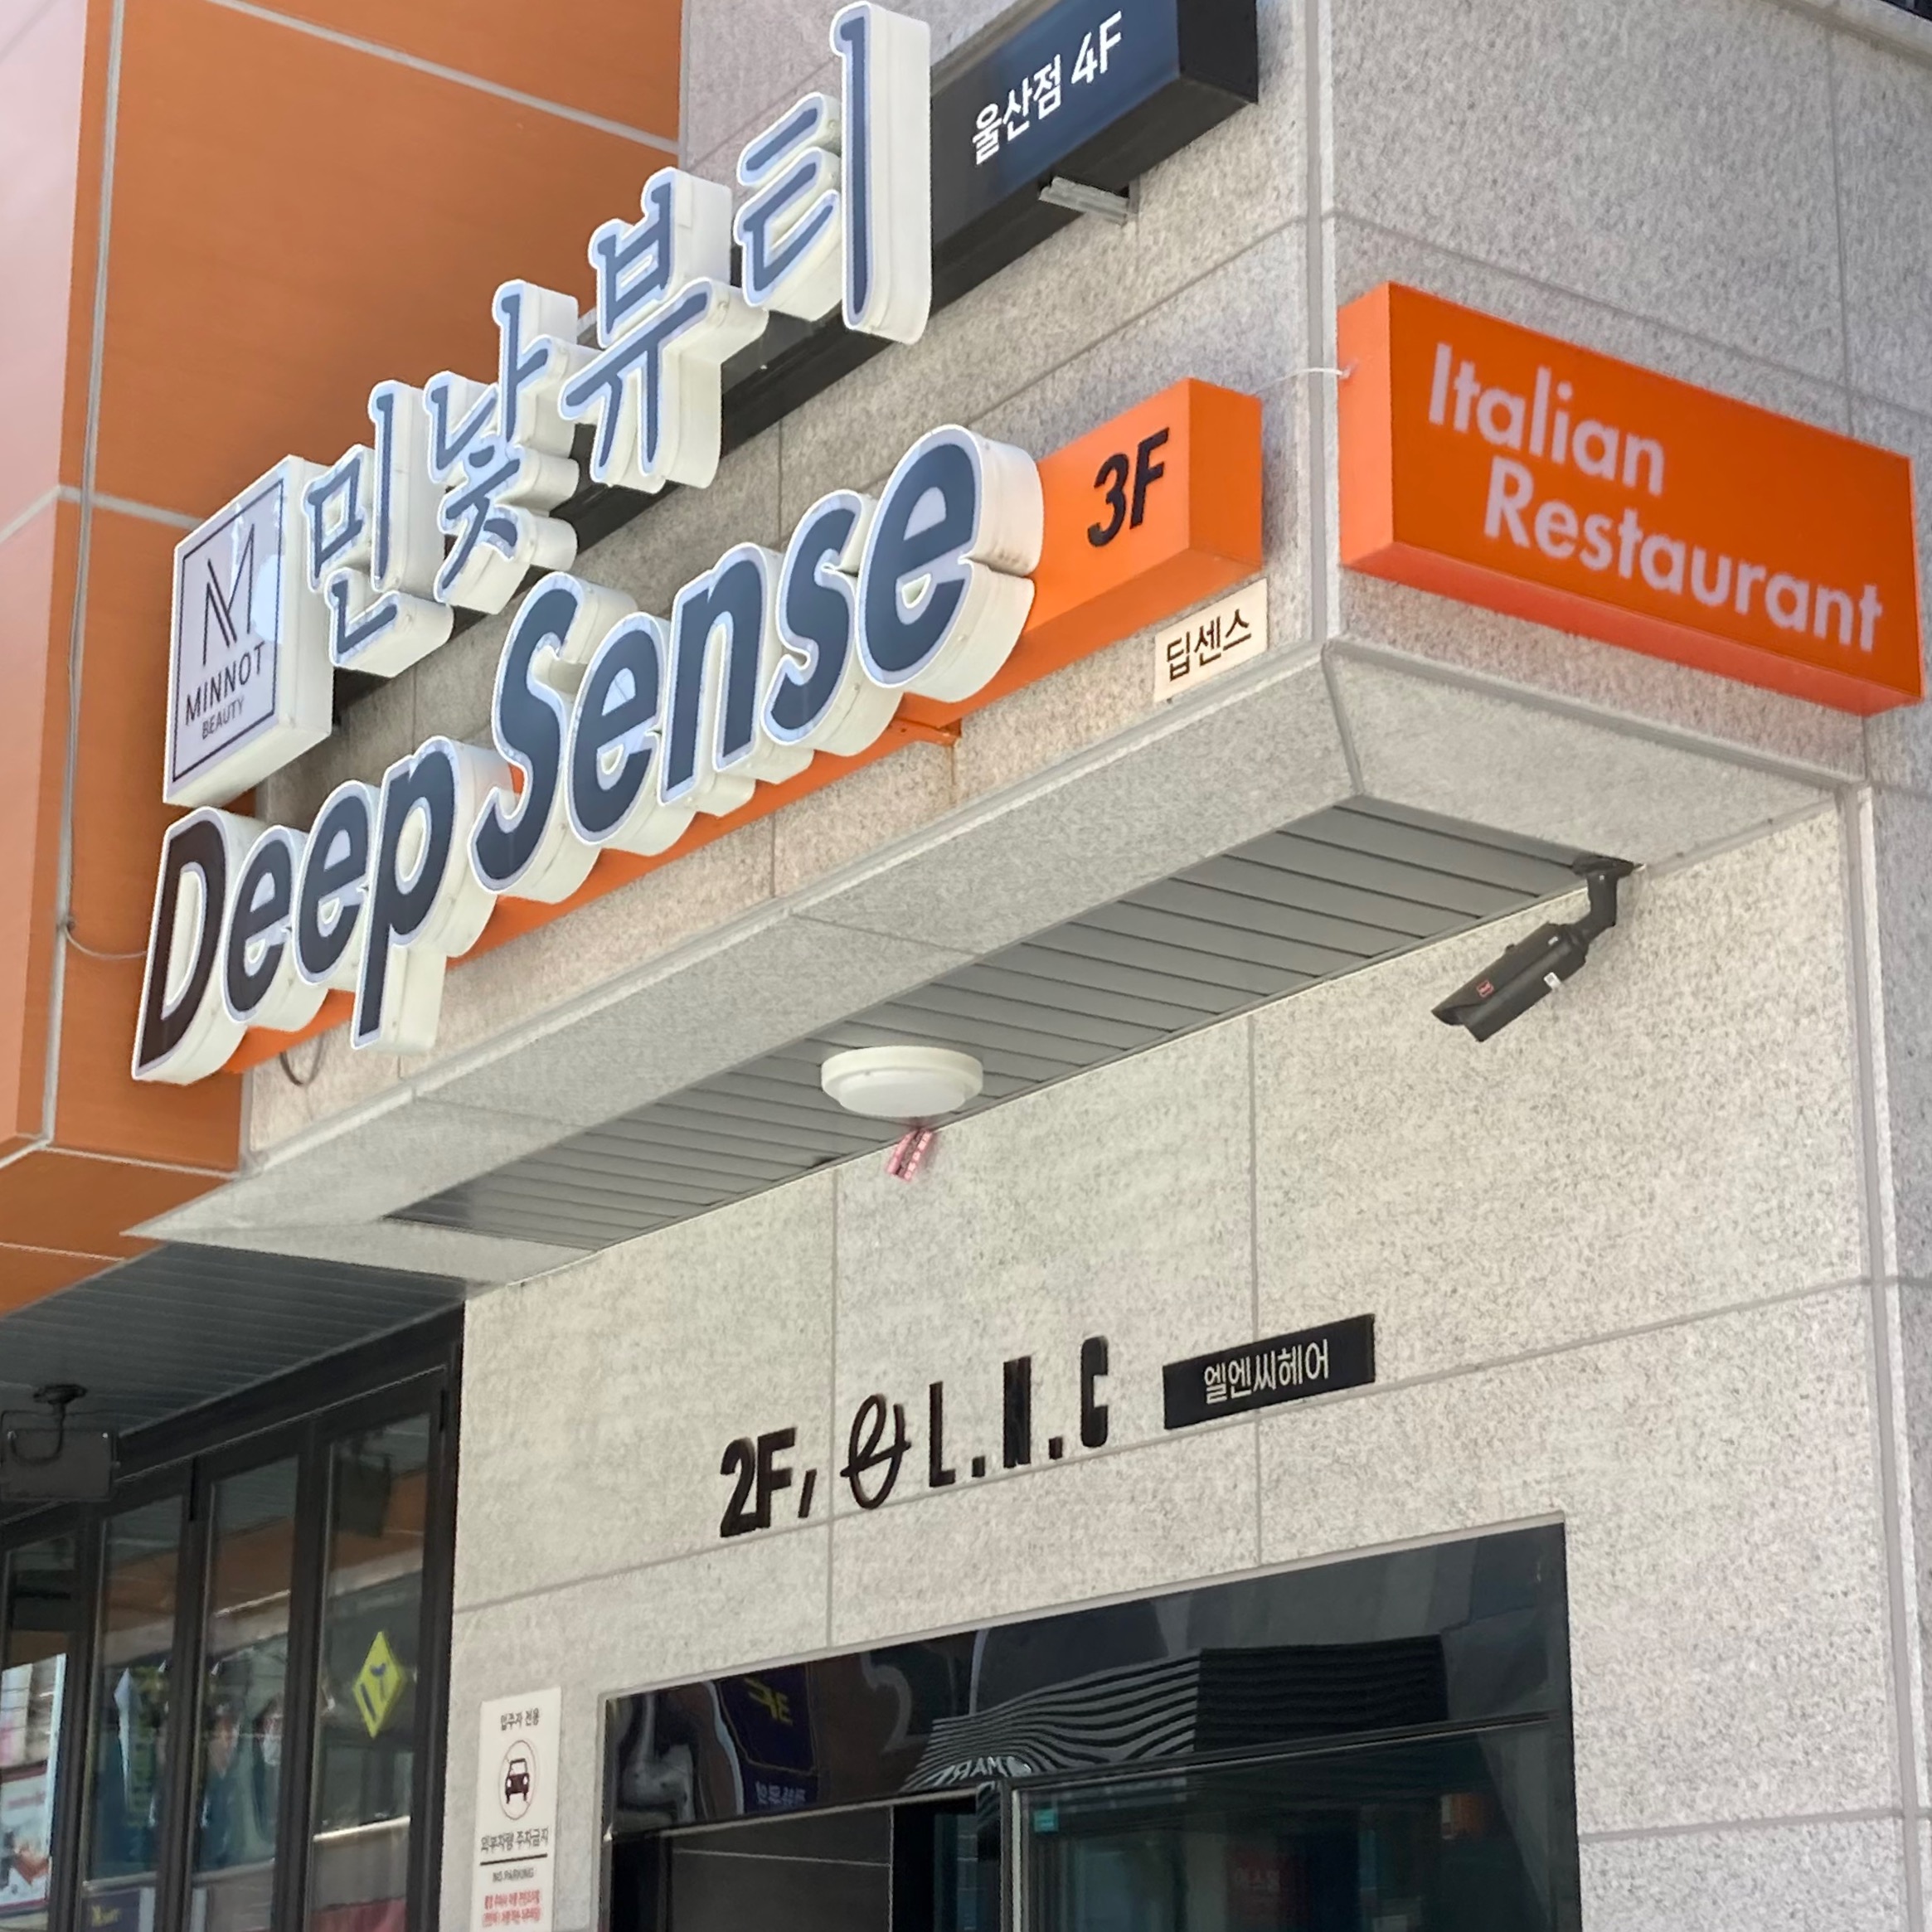 울산점 4F
민낯뷰티
MINNOT
BEAUTY
Deep Sense
3F
딥센스
Italian
Restaurant
2F, L.N.C
엘엔씨헤어
입주자 전용
외부차량 주차금지
NO PARKING